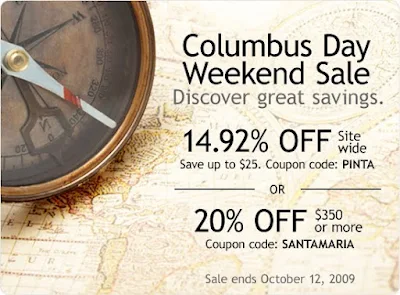 Columbus Day
Weekend Sale
Discover great savings.
14.92% OFF Site wide
Save up to $25. Coupon code: PINTA
OR
20% OFF $350 or more
Coupon code: SANTAMARIA
Sale ends October 12, 2009